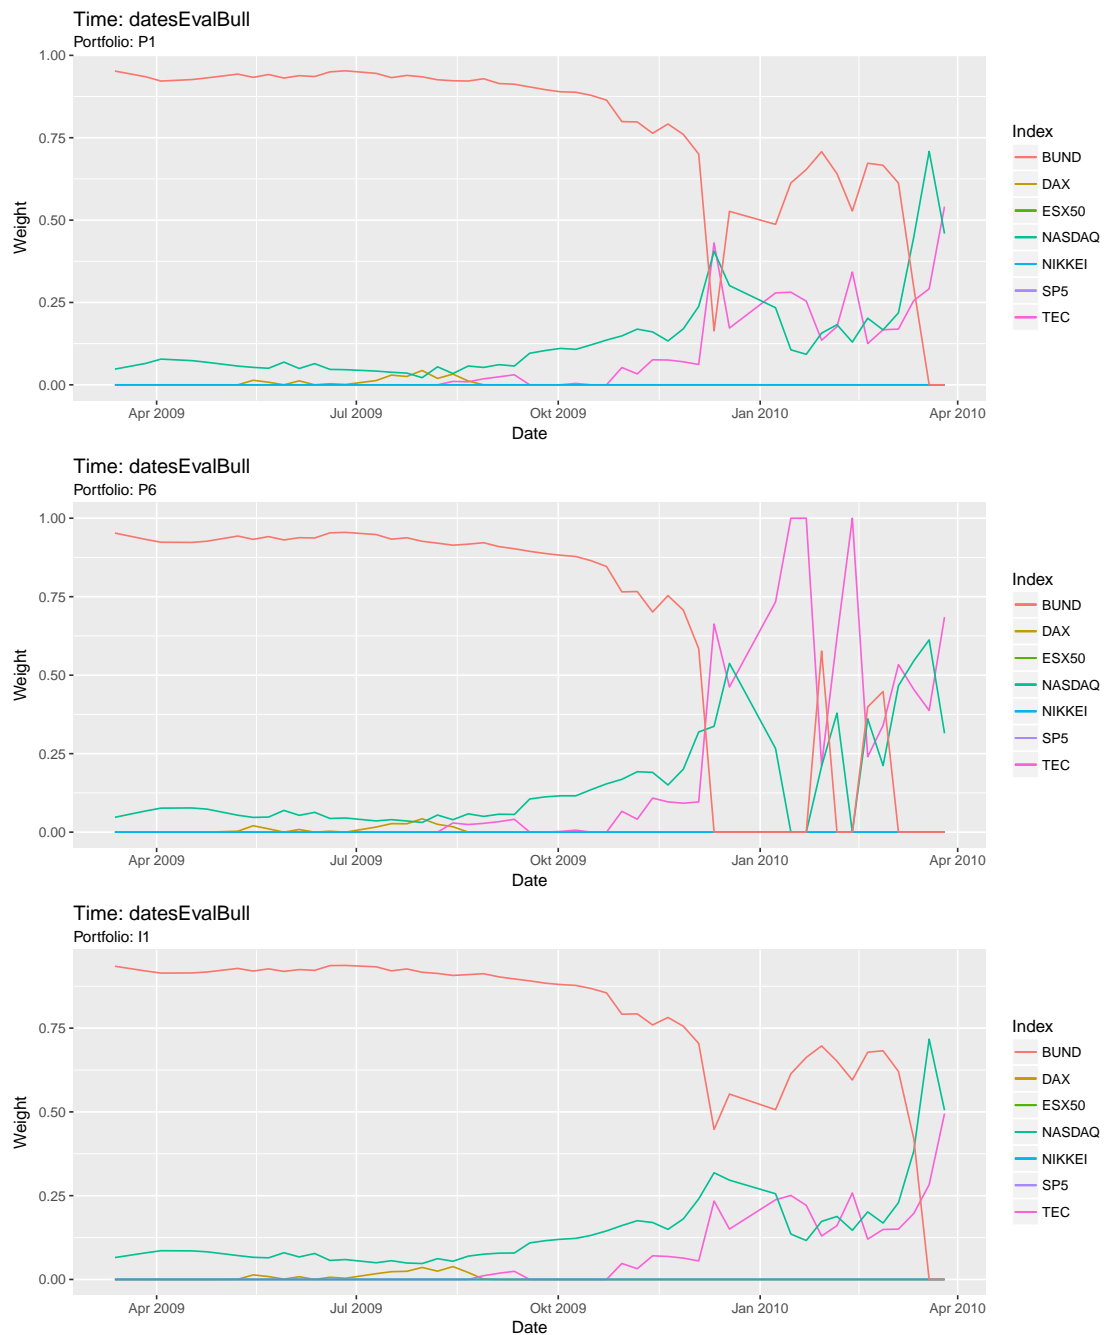 Time: datesEvalBull
Portfolio: P1
1.00
0.75
0.50
0.25
0.00
Weight
Apr 2009
Jul 2009
Okt 2009
Jan 2010
Apr 2010
Date
Index
BUND
DAX
ESX50
NASDAQ
NIKKEI
SP5
TEC
Time: datesEvalBull
Portfolio: P6
1.00
0.75
0.50
0.25
0.00
Weight
Apr 2009
Jul 2009
Okt 2009
Jan 2010
Apr 2010
Date
Index
BUND
DAX
ESX50
NASDAQ
NIKKEI
SP5
TEC
Time: datesEvalBull
Portfolio: I1
0.75
0.50
0.25
0.00
Weight
Apr 2009
Jul 2009
Okt 2009
Jan 2010
Apr 2010
Date
Index
BUND
DAX
ESX50
NASDAQ
NIKKEI
SP5
TEC